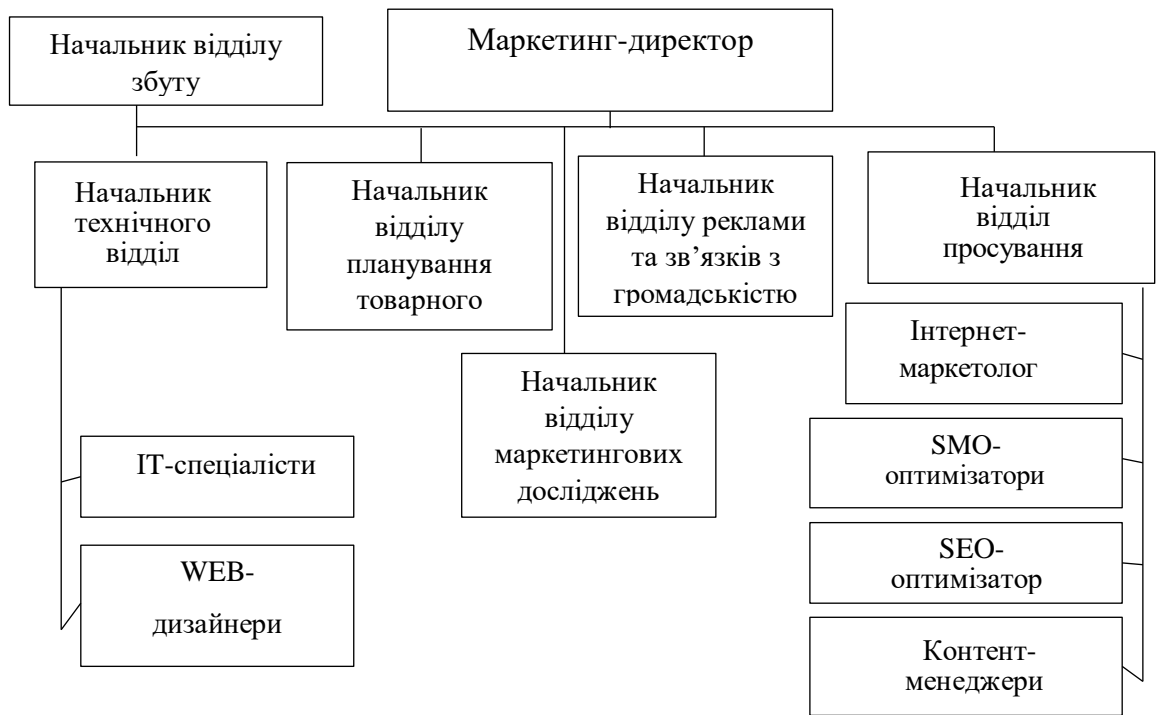 Начальник відділу
збуту
Маркетинг-директор
Начальник
технічного
відділ
Начальник
відділу
планування
товарного
Начальник
відділу реклами
та зв’язків з
громадськістю
Начальник
відділ
просування
Начальник
відділу
маркетингових
досліджень
ІТ-спеціалісти
WEB-
дизайнери
Інтернет-
маркетолог
SMO-
оптимізатори
SEO-
оптимізатор
Контент-
менеджери